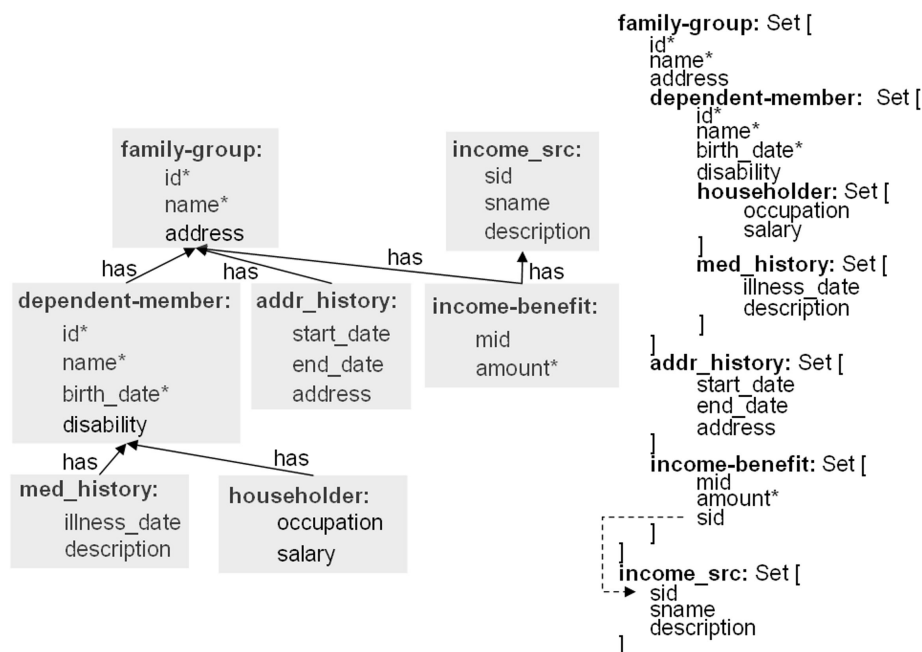 family-group:
id*
name*
address
income_src:
sid
sname
description
has
has
has
has
dependent-member:
id*
name*
birth_date*
disability
addr_history:
start_date
end_date
address
income-benefit:
mid
amount*
has
has
med_history:
illness_date
description
householder:
occupation
salary
family-group: Set [
id*
name*
address
dependent-member: Set [
id*
name*
birth_date*
disability
householder: Set [
occupation
salary
]
med_history: Set [
illness_date
description
]
]
addr_history: Set [
start_date
end_date
address
]
income-benefit: Set [
mid
amount*
sid
]
]
income_src: Set [
sid
sname
description
]